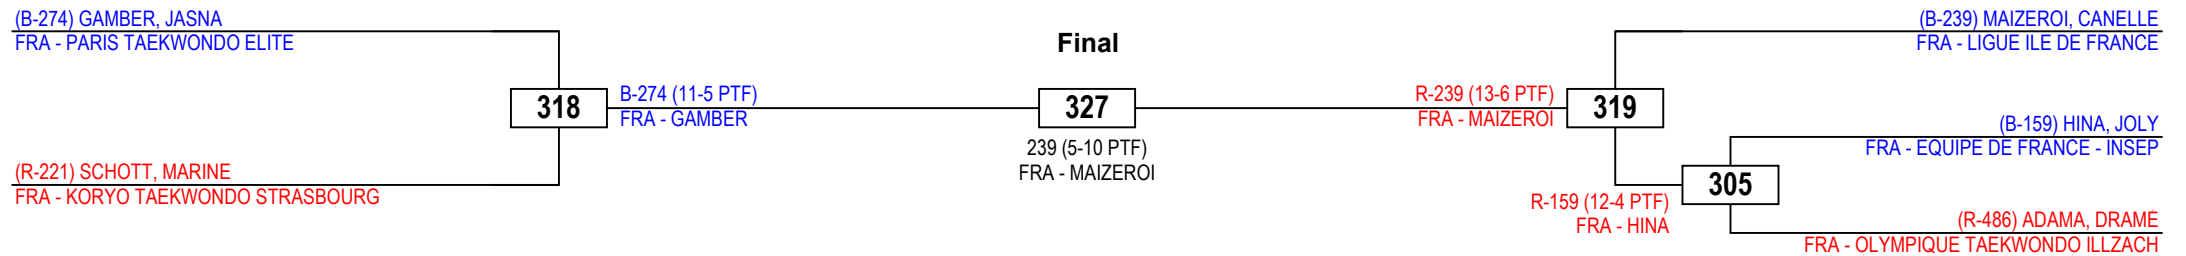 (B-274) GAMBER, JASNA
FRA - PARIS TAEKWONDO ELITE
(R-221) SCHOTT, MARINE
FRA - KORYO TAEKWONDO STRASBOURG
318
B-274 (11-5 PTF)
FRA - GAMBER
Final
327
239 (5-10 PTF)
FRA - MAIZEROI
R-239 (13-6 PTF)
FRA - MAIZEROI
319
(B-239) MAIZEROI, CANELLE
FRA - LIGUE ILE DE FRANCE
(B-159) HINA, JOLY
FRA - EQUIPE DE FRANCE - INSEP
305
R-159 (12-4 PTF)
FRA - HINA
(R-486) ADAMA, DRAMÉ
FRA - OLYMPIQUE TAEKWONDO ILLZACH